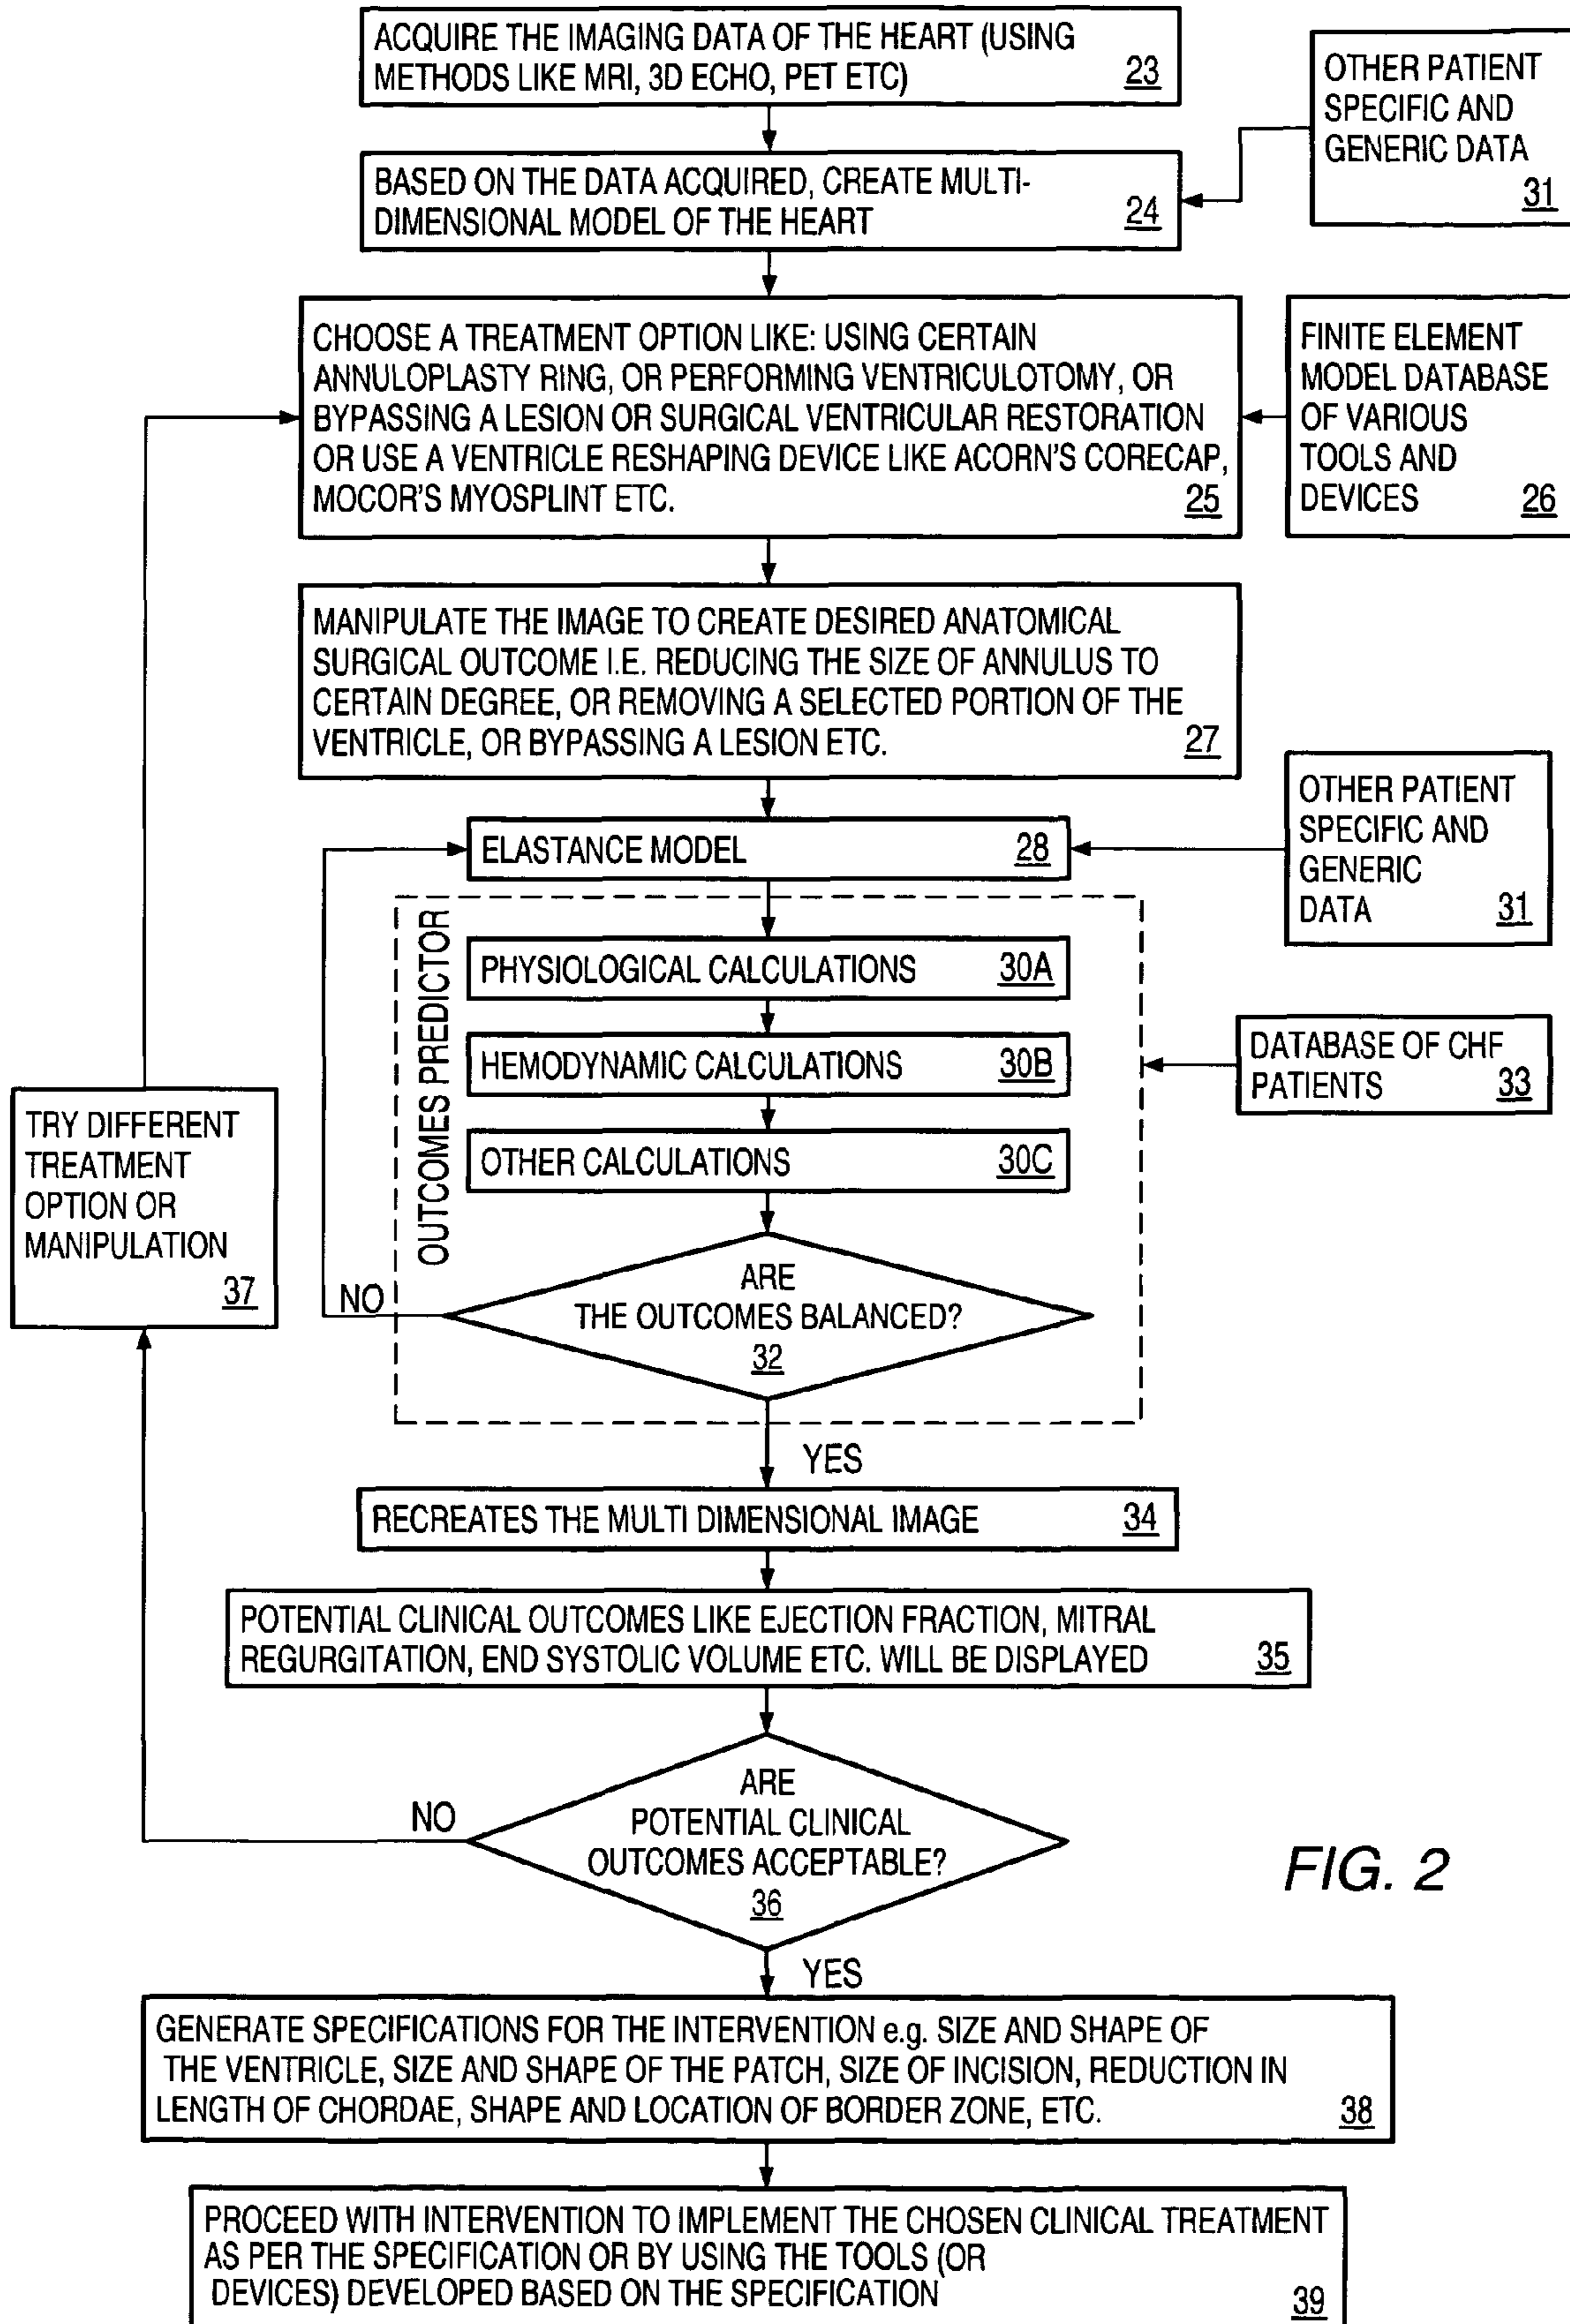 ACQUIRE THE IMAGING DATA OF THE HEART (USING
METHODS LIKE MRI, 3D ECHO, PET ETC)
23
OTHER PATIENT
SPECIFIC AND
GENERIC DATA
31
BASED ON THE DATA ACQUIRED, CREATE MULTI-
DIMENSIONAL MODEL OF THE HEART
24
CHOOSE A TREATMENT OPTION LIKE: USING CERTAIN
ANNULOPLASTY RING, OR PERFORMING VENTRICULOTOMY, OR
BYPASSING A LESION OR SURGICAL VENTRICULAR RESTORATION
OR USE A VENTRICLE RESHAPING DEVICE LIKE ACORN'S CORECAP,
MOCOR'S MYOSPLINT ETC.
25
FINITE ELEMENT
MODEL DATABASE
OF VARIOUS
TOOLS AND
DEVICES
26
MANIPULATE THE IMAGE TO CREATE DESIRED ANATOMICAL
SURGICAL OUTCOME I.E. REDUCING THE SIZE OF ANNULUS TO
CERTAIN DEGREE, OR REMOVING A SELECTED PORTION OF THE
VENTRICLE, OR BYPASSING A LESION ETC.
27
ELASTANCE MODEL
28
OTHER PATIENT
SPECIFIC AND
GENERIC
DATA
31
OUTCOMES PREDICTOR
PHYSIOLOGICAL CALCULATIONS
30A
HEMODYNAMIC CALCULATIONS
30B
OTHER CALCULATIONS
30C
DATABASE OF CHF
PATIENTS
33
TRY DIFFERENT
TREATMENT
OPTION OR
MANIPULATION
37
NO
ARE
THE OUTCOMES BALANCED?
32
YES
RECREATES THE MULTI DIMENSIONAL IMAGE
34
POTENTIAL CLINICAL OUTCOMES LIKE EJECTION FRACTION, MITRAL
REGURGITATION, END SYSTOLIC VOLUME ETC. WILL BE DISPLAYED
35
NO
ARE
POTENTIAL CLINICAL
OUTCOMES ACCEPTABLE?
36
FIG. 2
YES
GENERATE SPECIFICATIONS FOR THE INTERVENTION e.g. SIZE AND SHAPE OF
THE VENTRICLE, SIZE AND SHAPE OF THE PATCH, SIZE OF INCISION, REDUCTION IN
LENGTH OF CHORDAE, SHAPE AND LOCATION OF BORDER ZONE, ETC.
38
PROCEED WITH INTERVENTION TO IMPLEMENT THE CHOSEN CLINICAL TREATMENT
AS PER THE SPECIFICATION OR BY USING THE TOOLS (OR
DEVICES) DEVELOPED BASED ON THE SPECIFICATION
39